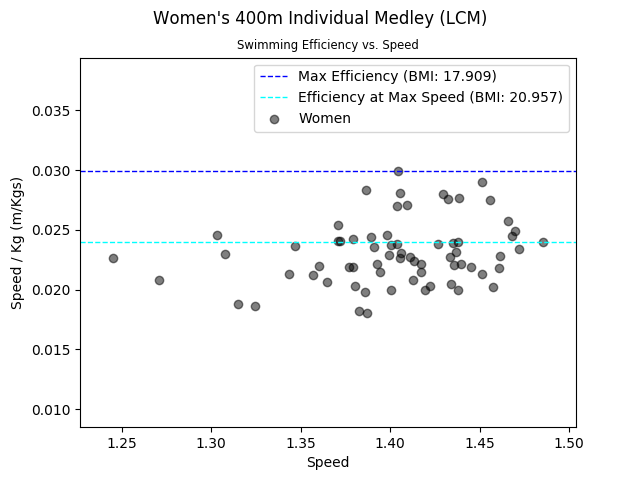 Women's 400m Individual Medley (LCM)
Swimming Efficiency vs. Speed
Max Efficiency (BMI: 17.909)
Efficiency at Max Speed (BMI: 20.957)
Women
Speed / Kg (m/Kgs)
0.035
0.030
0.025
0.020
0.015
0.010
1.25 1.30 1.35 1.40 1.45 1.50
Speed